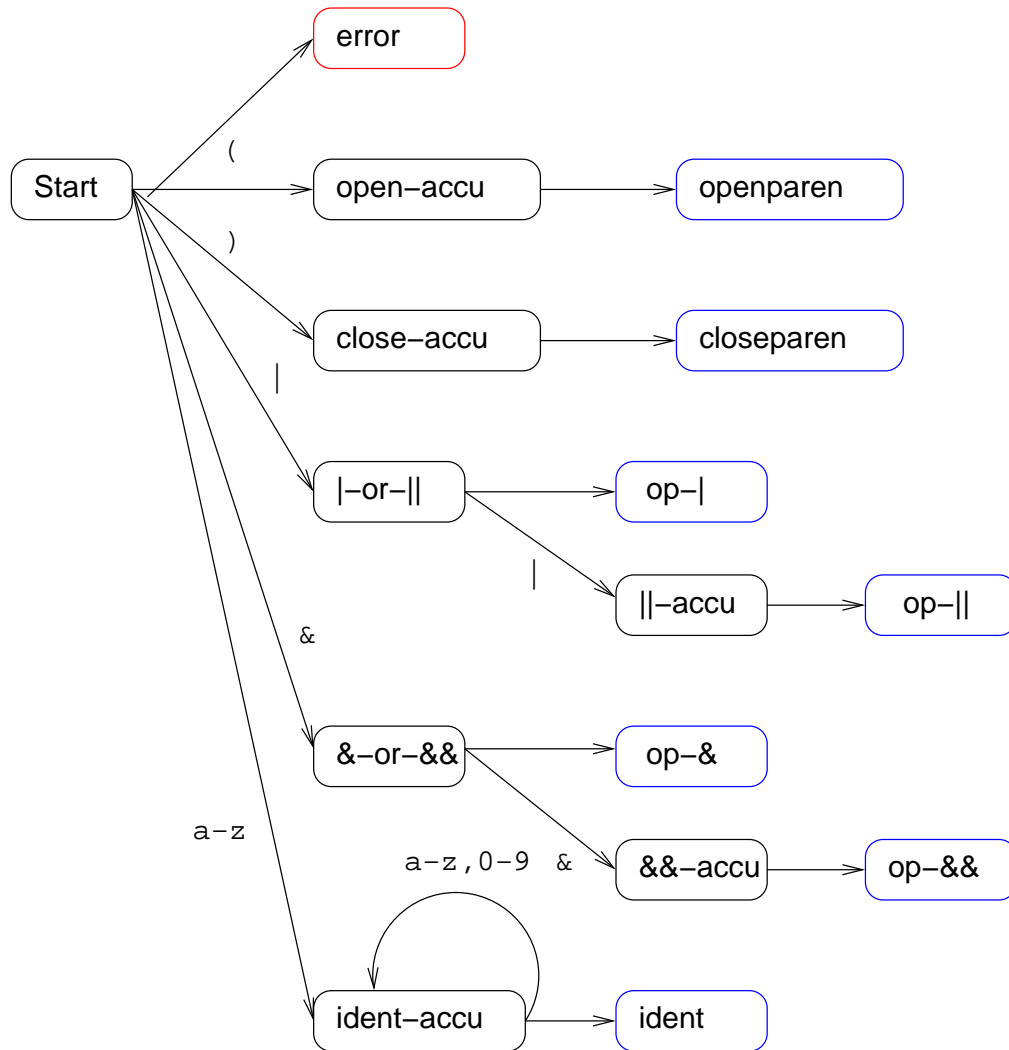 error
(
Start
open–accu
openparen
)
close–accu
closeparen
|
|–or–||
op–|
|
||–accu
op–||
&
&–or–&&
op–&
a-z
a-z,0-9
&
&&–accu
op–&&
ident–accu
ident